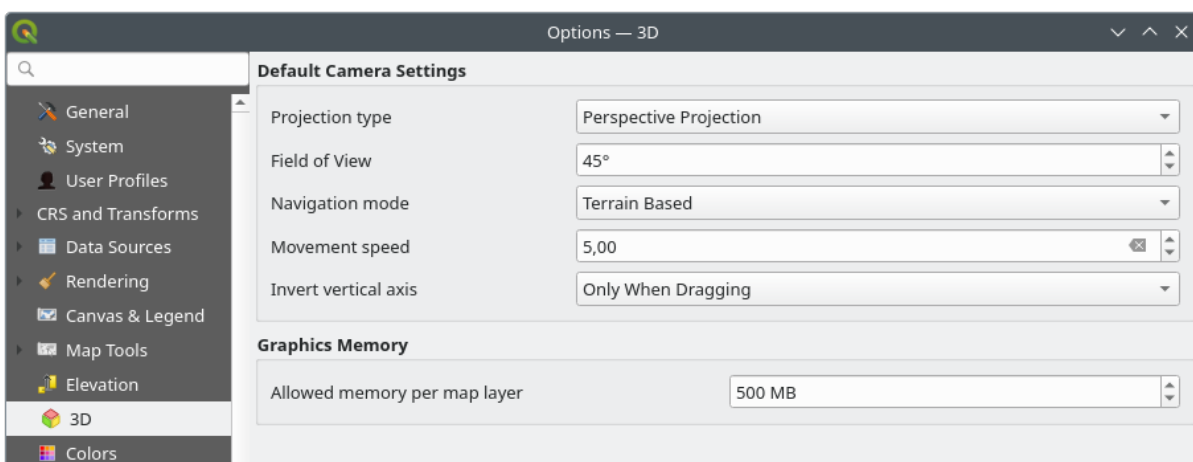 Options — 3D
General
System
User Profiles
CRS and Transforms
Data Sources
Rendering
Canvas & Legend
Map Tools
Elevation
3D
Colors
Default Camera Settings
Projection type Perspective Projection
Field of View 45°
Navigation mode Terrain Based
Movement speed 5,00
Invert vertical axis Only When Dragging
Graphics Memory
Allowed memory per map layer 500 MB